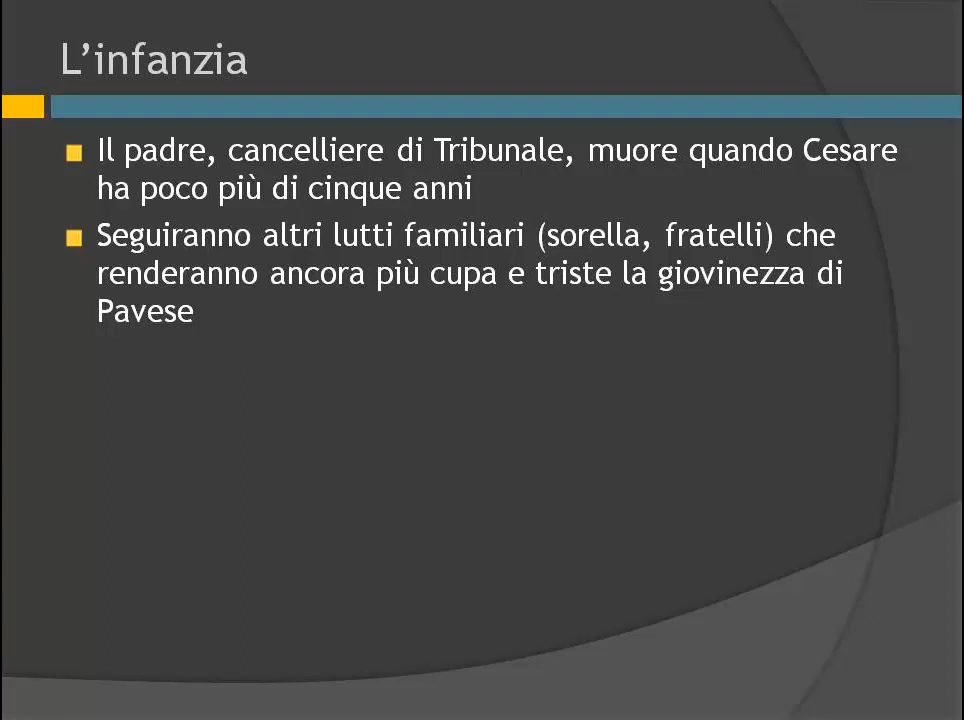 L’infanzia
Il padre, cancelliere di Tribunale, muore quando Cesare
ha poco più di cinque anni
Seguiranno altri lutti familiari (sorella, fratelli) che
renderanno ancora più cupa e triste la giovinezza di
Pavese